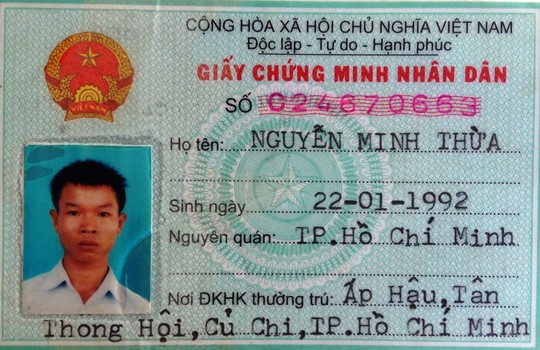 CỘNG HÒA XÃ HỘI CHỦ NGHĨA VIỆT NAM
Độc lập - Tự do - Hạnh phúc
GIẤY CHỨNG MINH NHÂN DÂN
SỐ 024670663
Họ tên: NGUYỄN MINH THỪA
Sinh ngày 22-01-1992
Nguyên quán: TP.Hồ Chí Minh
Nơi ĐKHK thường trú: Ấp Hậu,Tân
Thong Hội,Củ Chi,TP.Hồ Chí Minh
VIỆT NAM